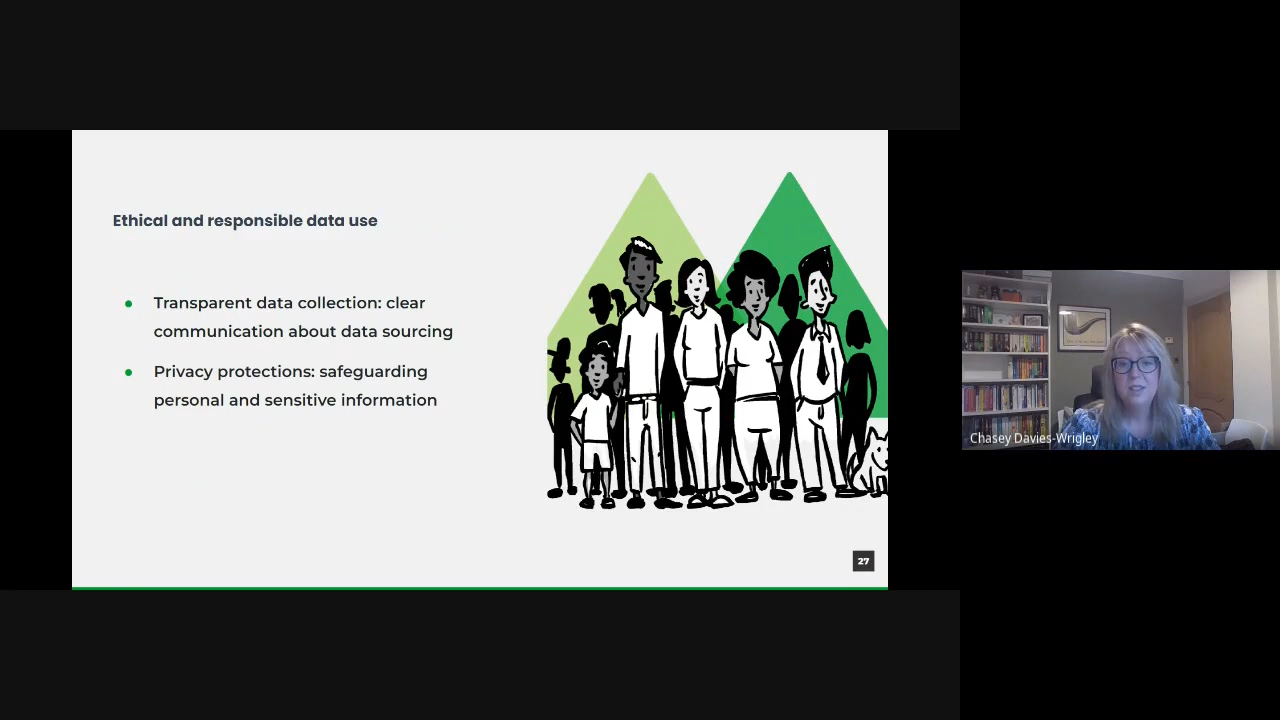 Ethical and responsible data use
Transparent data collection: clear
communication about data sourcing
Privacy protections: safeguarding
personal and sensitive information
27
Chasey Davies-Wrigley